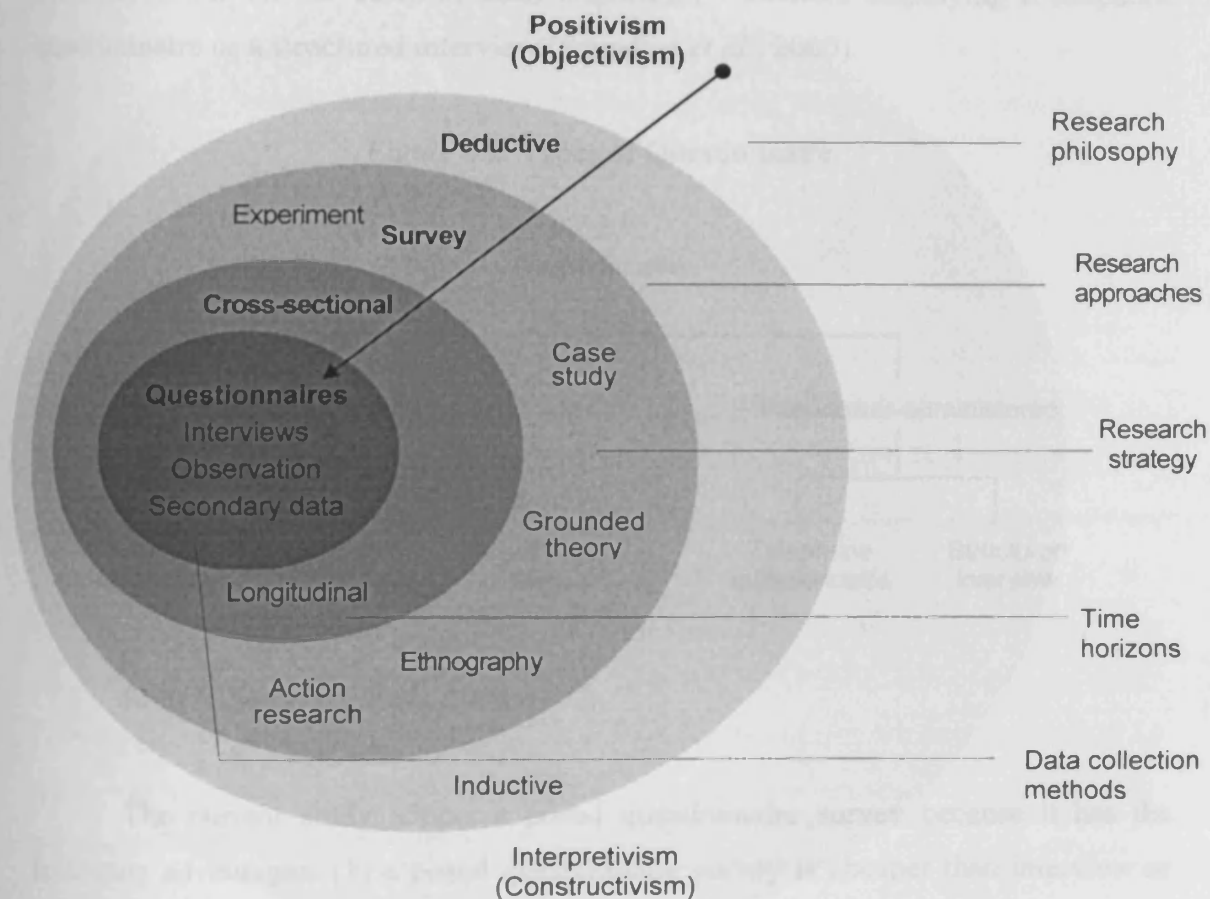 Positivism
(Objectivism)
Deductive
Research
philosophy
Experiment
Survey
Research
approaches
Cross-sectional
Case
study
Questionnaires
Interviews
Observation
Secondary data
Research
strategy
Grounded
theory
Longitudinal
Time
horizons
Ethnography
Action
research
Data collection
methods
Inductive
The current study questionnaire survey because it has the
Interpretivism
(Constructivism)